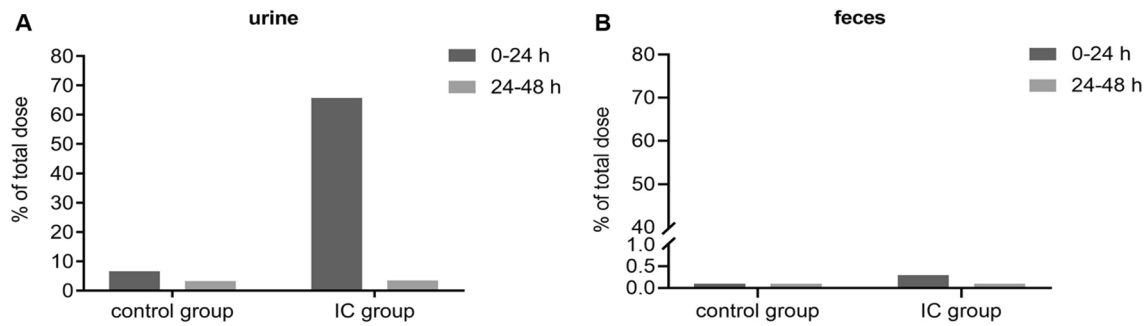 A
urine
% of total dose
80
70
60
50
40
30
20
10
0
control group
IC group
0-24 h
24-48 h
B
feces
% of total dose
80
70
60
50
40
1.0
0.5
0.0
control group
IC group
0-24 h
24-48 h